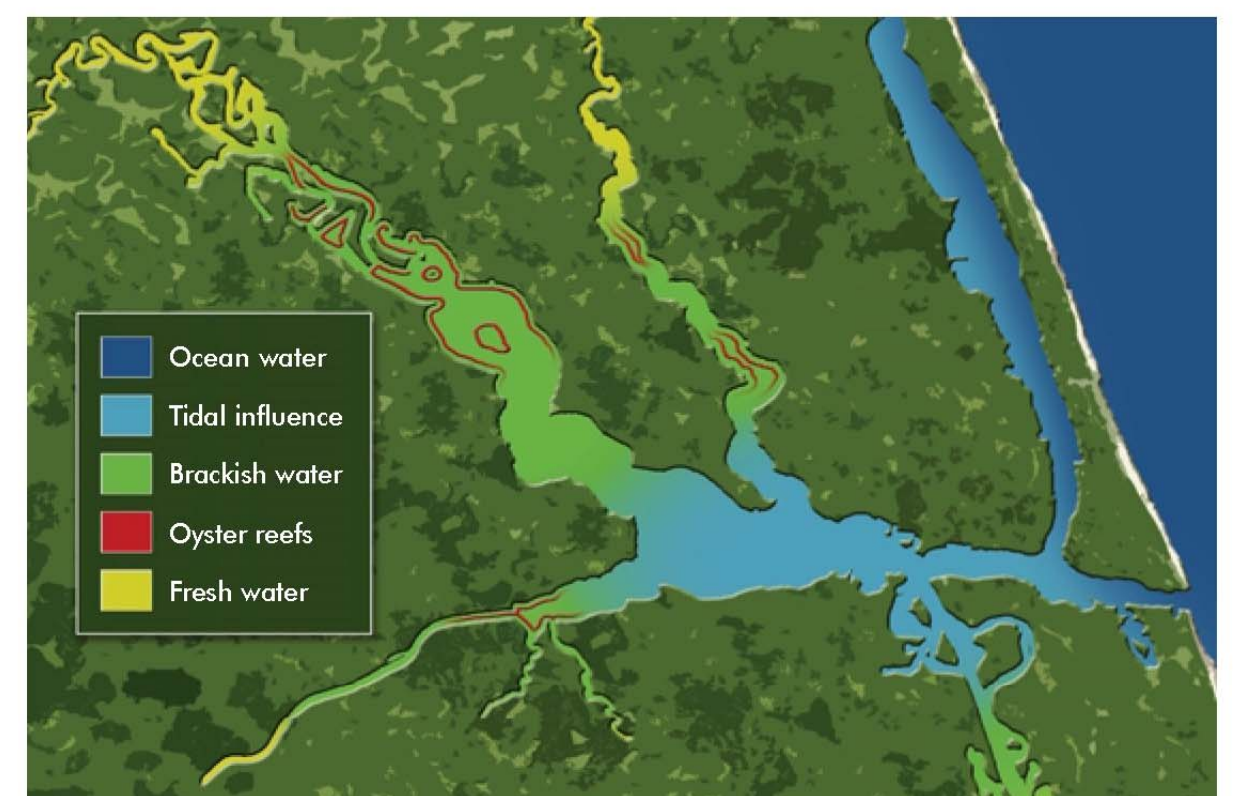 Ocean water
Tidal influence
Brackish water
Oyster reefs
Fresh water